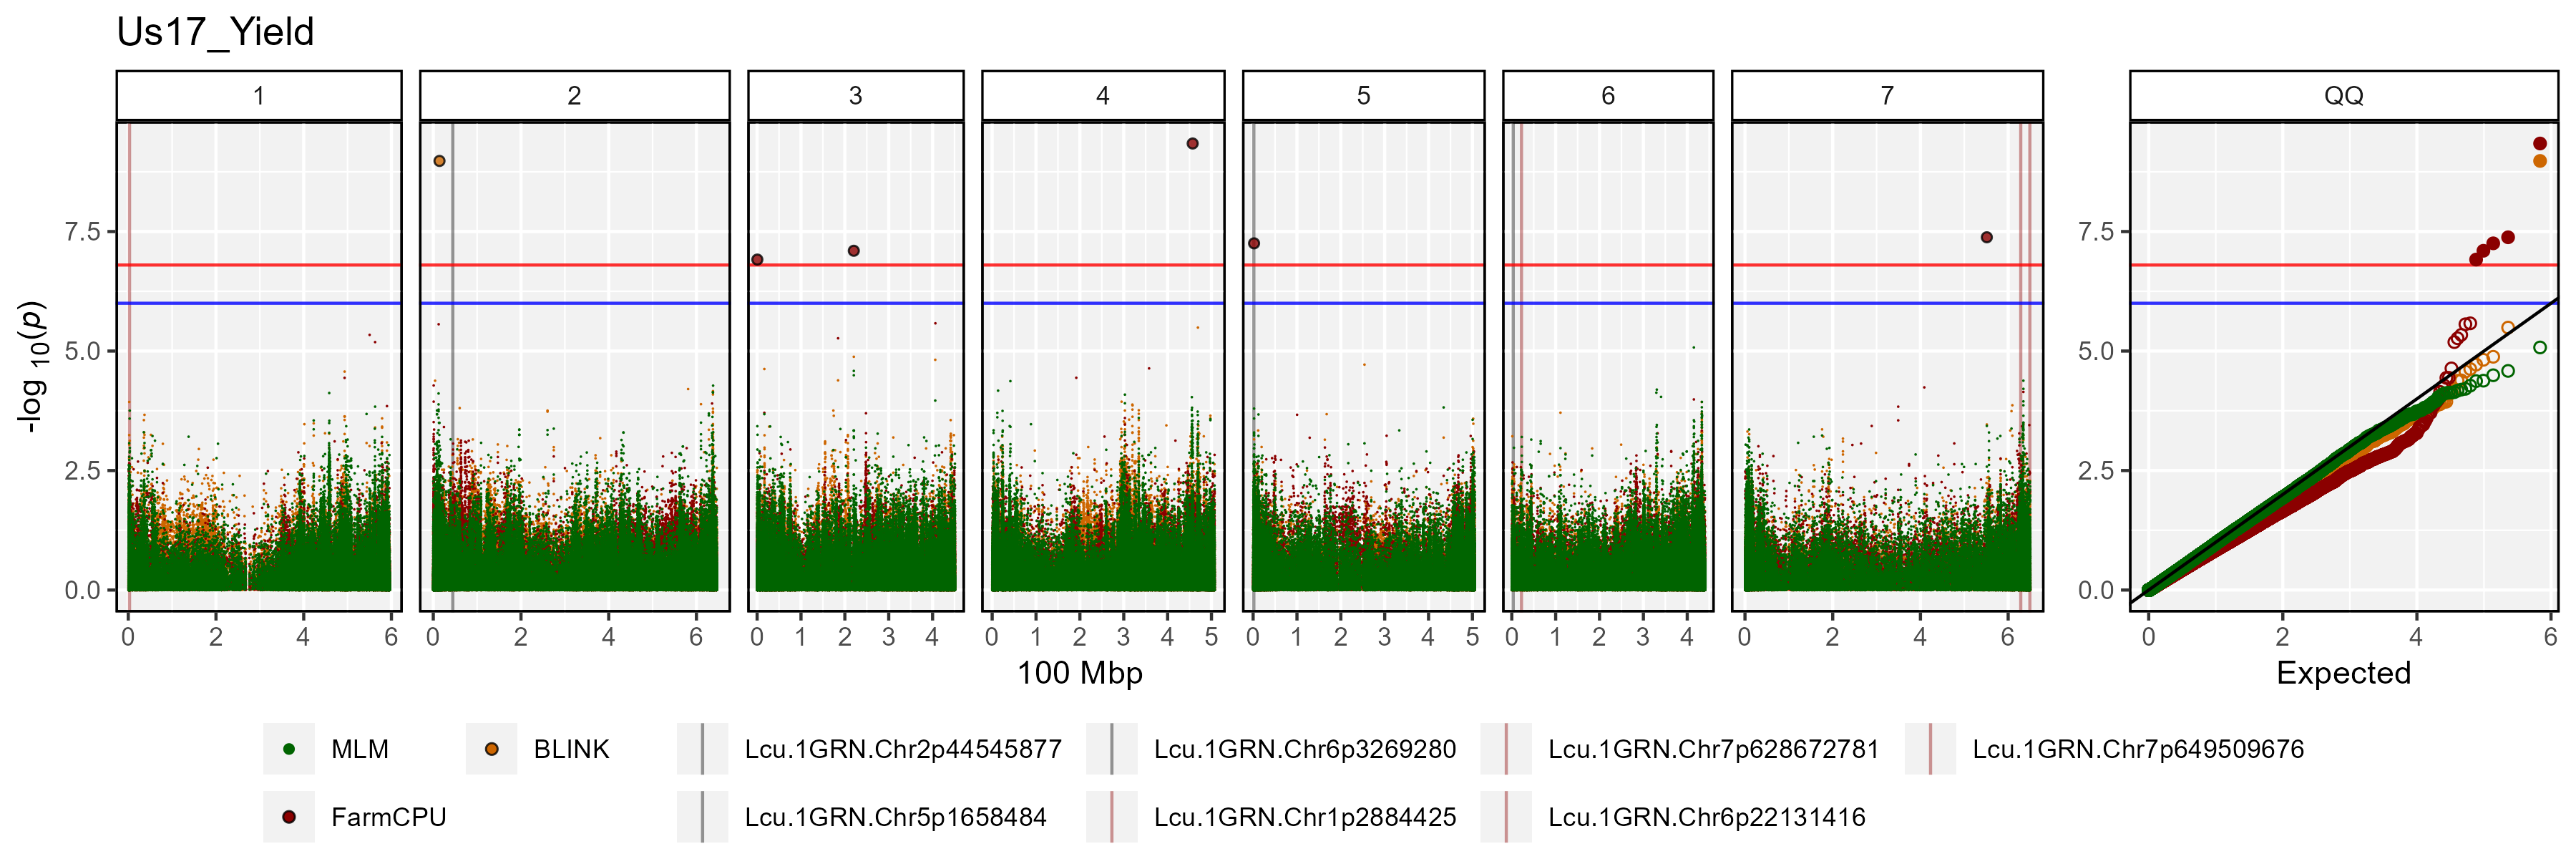 Us17_Yield
1 2 3 4 5 6 7 QQ
7.5 7.5
5.0 5.0
2.5 2.5
0.0 0.0
-log 10(p)
0 2 4 6 0 2 4 6 0 1 2 3 4 0 1 2 3 4 5 0 1 2 3 4 5 0 1 2 3 4 0 2 4 6 0 2 4 6
100 Mbp Expected
MLM BLINK Lcu.1GRN.Chr2p44545877 Lcu.1GRN.Chr6p3269280 Lcu.1GRN.Chr7p628672781 Lcu.1GRN.Chr7p649509676
FarmCPU Lcu.1GRN.Chr5p1658484 Lcu.1GRN.Chr1p2884425 Lcu.1GRN.Chr6p22131416